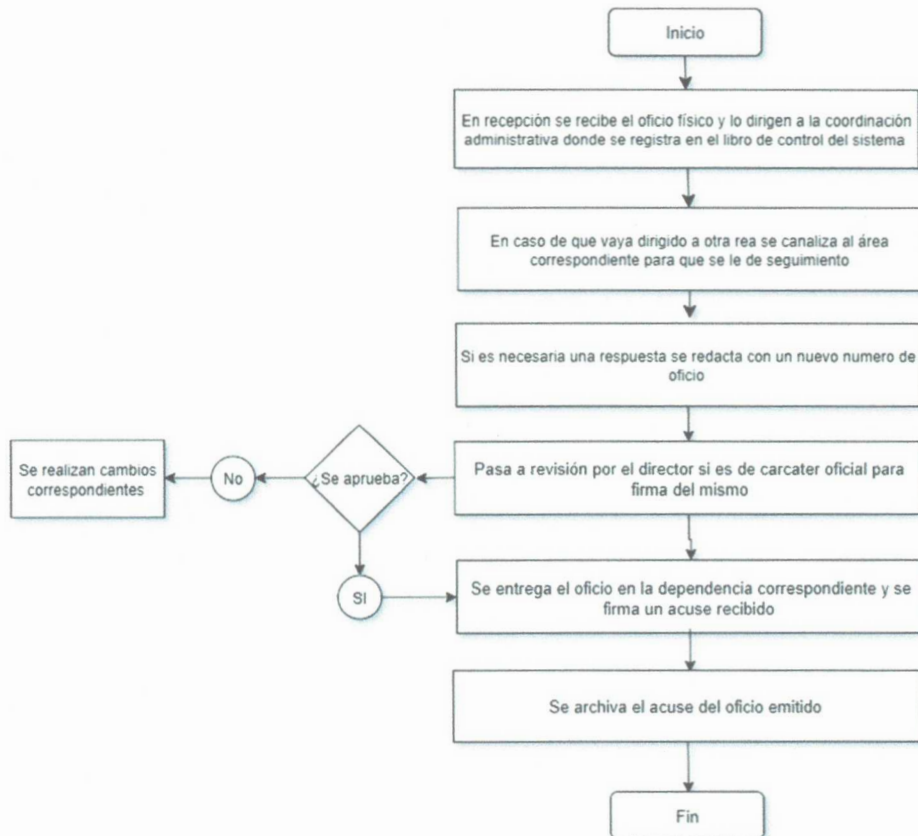 Inicio
En recepción se recibe el oficio físico y lo dirigen a la coordinación
administrativa donde se registra en el libro de control del sistema
En caso de que vaya dirigido a otra rea se canaliza al área
correspondiente para que se le de seguimiento
Si es necesaria una respuesta se redacta con un nuevo numero de
oficio
Pasa a revisión por el director si es de carcater oficial para
firma del mismo
¿Se aprueba?
No
Se realizan cambios
correspondientes
SI
Se entrega el oficio en la dependencia correspondiente y se
firma un acuse recibido
Se archiva el acuse del oficio emitido
Fin